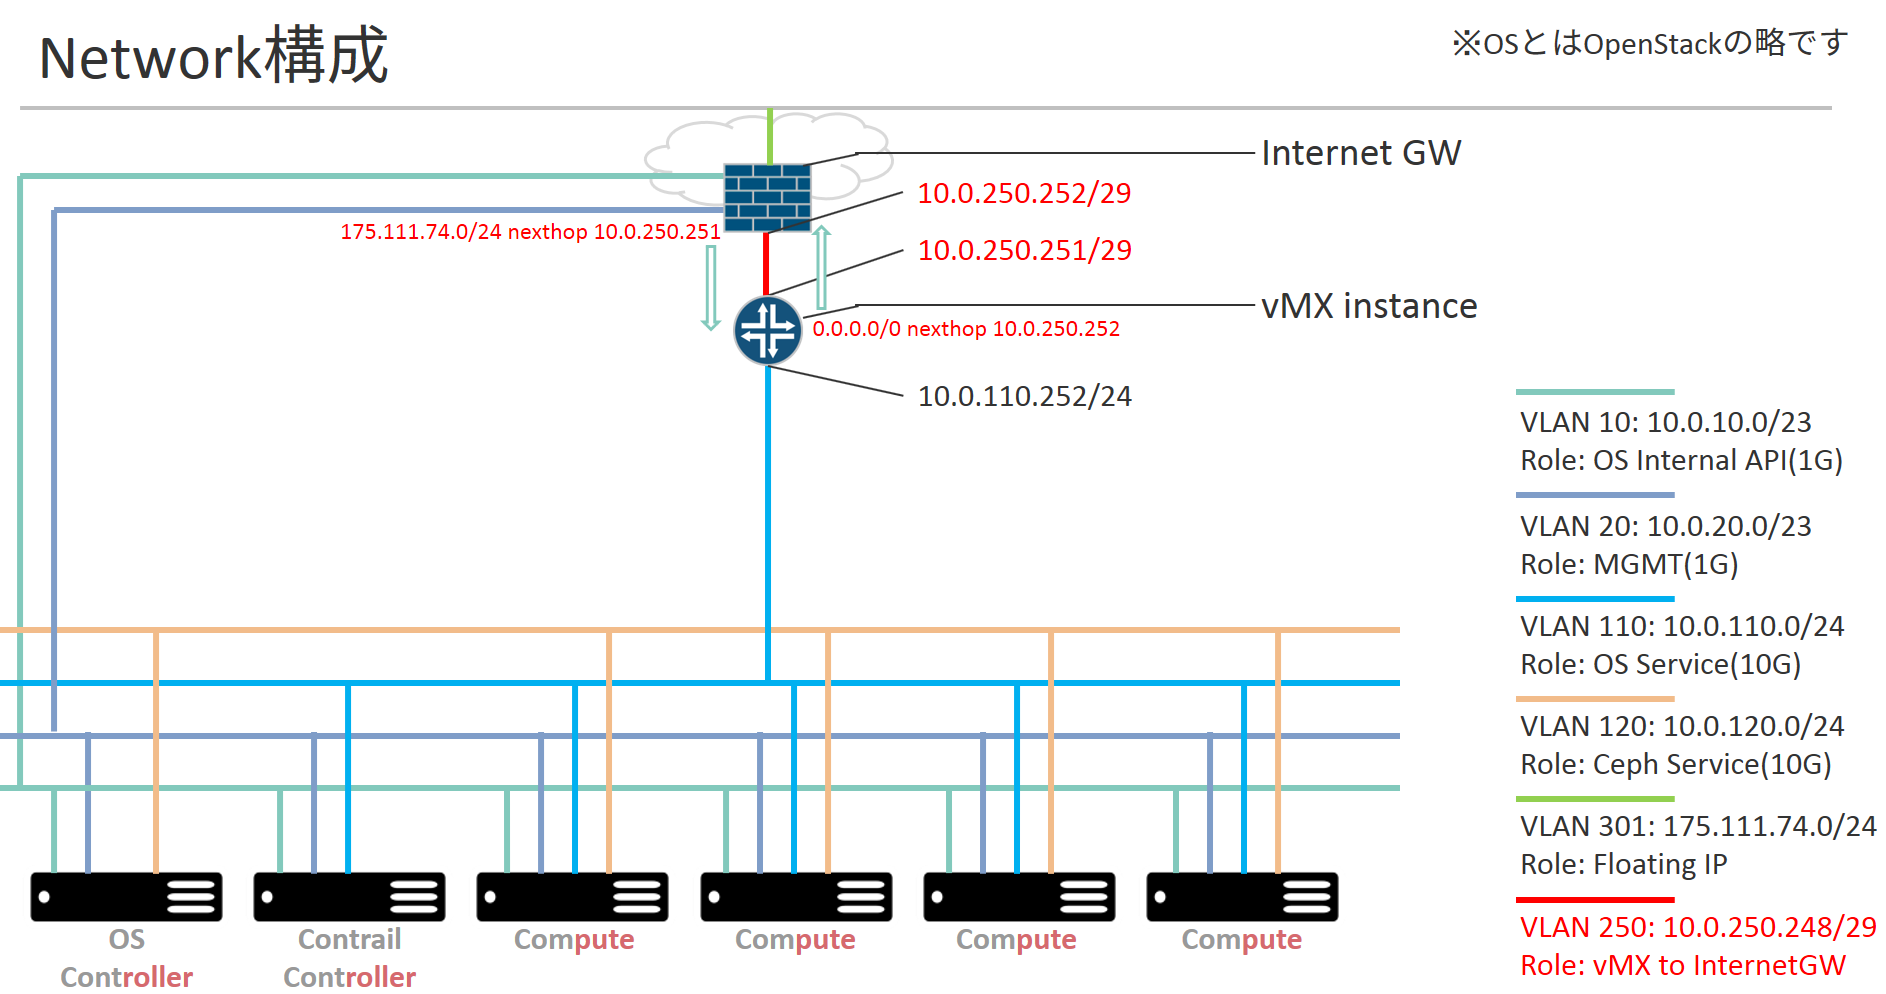 Network構成
※OSとはOpenStackの略です
Internet GW
10.0.250.252/29
175.111.74.0/24 nexthop 10.0.250.251
10.0.250.251/29
vMX instance
0.0.0.0/0 nexthop 10.0.250.252
10.0.110.252/24
VLAN 10: 10.0.10.0/23
Role: OS Internal API(1G)
VLAN 20: 10.0.20.0/23
Role: MGMT(1G)
VLAN 110: 10.0.110.0/24
Role: OS Service(10G)
VLAN 120: 10.0.120.0/24
Role: Ceph Service(10G)
VLAN 301: 175.111.74.0/24
Role: Floating IP
VLAN 250: 10.0.250.248/29
Role: vMX to InternetGW
OS
Controller
Contrail
Controller
Compute
Compute
Compute
Compute